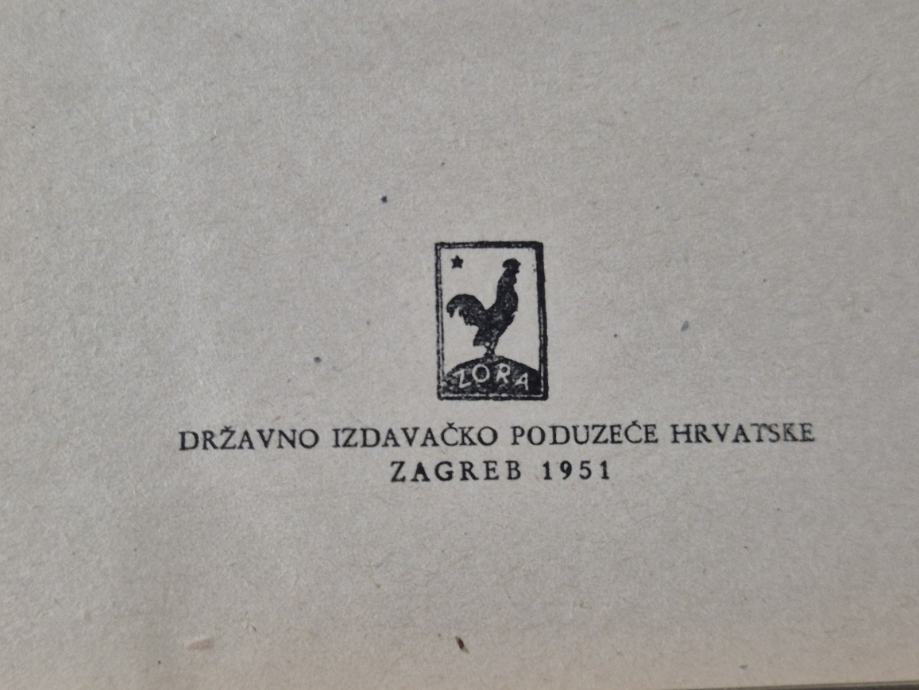 ZORA
DRŽAVNO IZDAVAČKO PODUZEĆE HRVATSKE
ZAGREB 1951